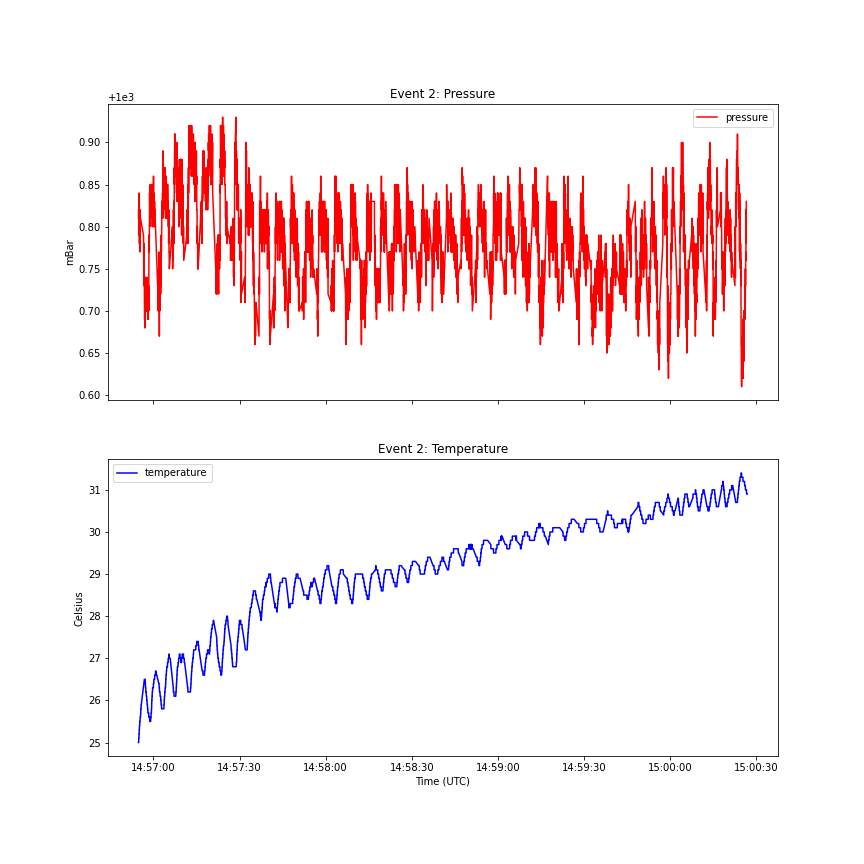 Event 2: Pressure
+1e3
pressure
0.90
0.85
0.80
0.75
0.70
0.65
0.60
mBar
Event 2: Temperature
temperature
31
30
29
28
27
26
25
Celsius
14:57:00 14:57:30 14:58:00 14:58:30 14:59:00 14:59:30 15:00:00 15:00:30
Time (UTC)